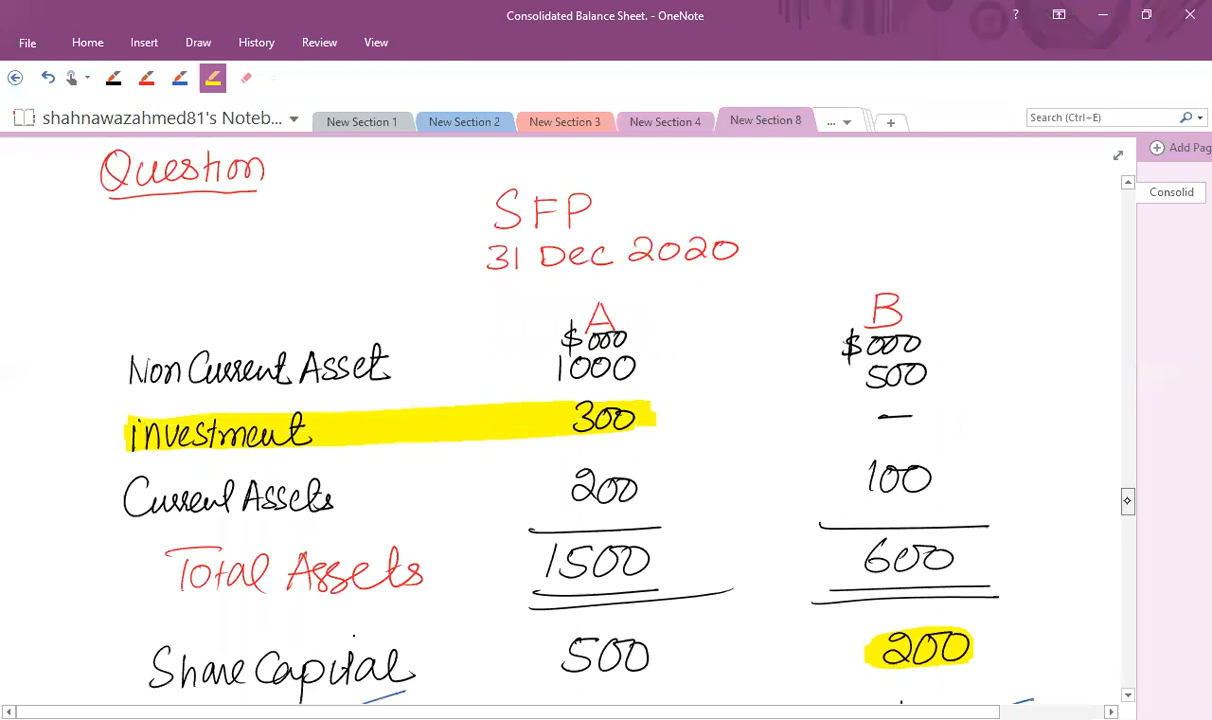 Consolidated Balance Sheet. - OneNote
?
File Home Insert Draw History Review View
shahnawazahmed81's Noteb... New Section 1 New Section 2 New Section 3 New Section 4 New Section 8 ... + Search (Ctrl+E)
Question
Add Pag
Consolid
SFP
31 Dec 2020
A B
$000 $000
Non Current Asset 1000 500
investment 300 —
Current Assets 200 100
Total Assets 1500 600
Share Capital 500 200